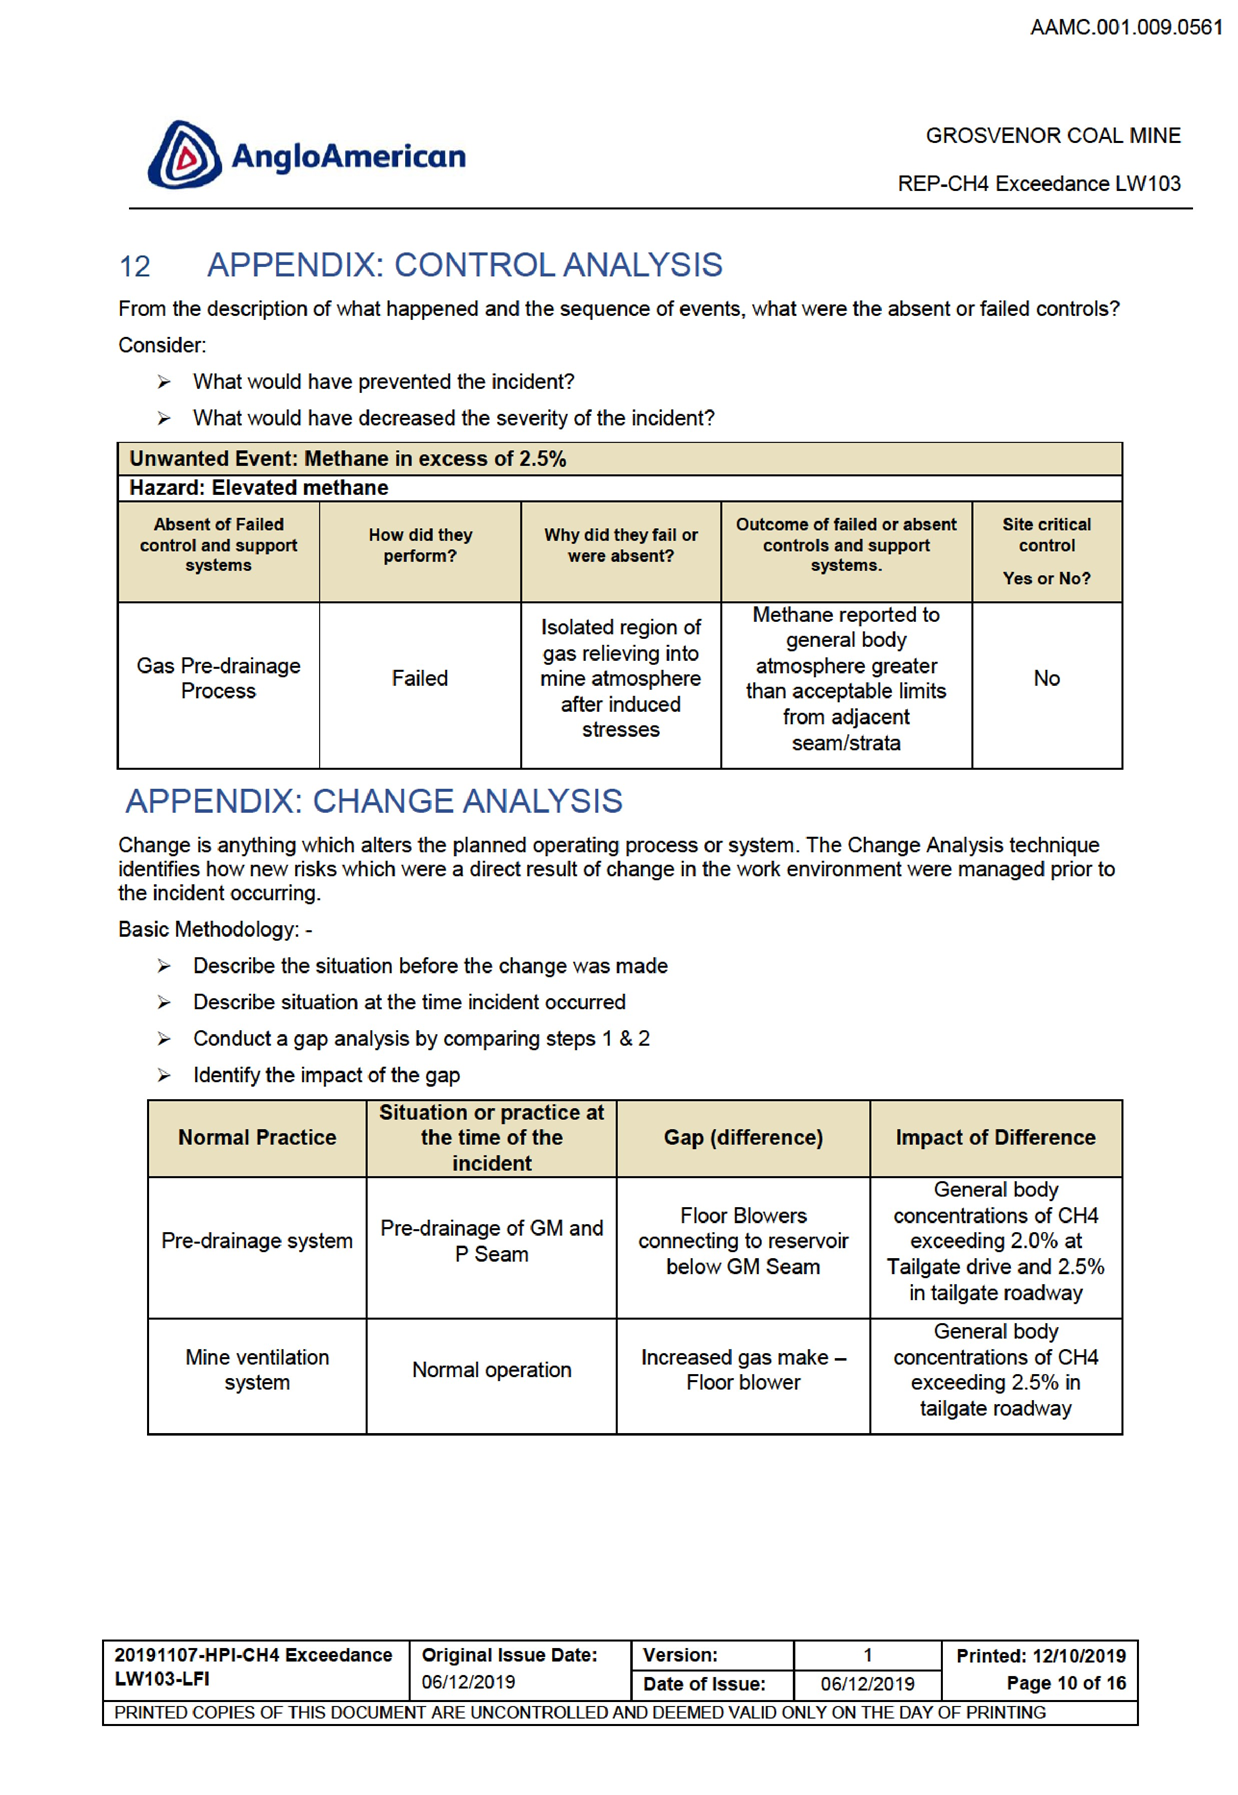 AAMC.001.009.0561
AngloAmerican
GROSVENOR COAL MINE
REP-CH4 Exceedance LW103
12 APPENDIX: CONTROL ANALYSIS
From the description of what happened and the sequence of events, what were the absent or failed controls?
Consider:
➢ What would have prevented the incident?
➢ What would have decreased the severity of the incident?
Unwanted Event: Methane in excess of 2.5%
Hazard: Elevated methane
Absent of Failed
control and support
systems
How did they
perform?
Why did they fail or
were absent?
Outcome of failed or absent
controls and support
systems.
Site critical
control
Yes or No?
Gas Pre-drainage
Process
Failed
Isolated region of
gas relieving into
mine atmosphere
after induced
stresses
Methane reported to
general body
atmosphere greater
than acceptable limits
from adjacent
seam/strata
No
APPENDIX: CHANGE ANALYSIS
Change is anything which alters the planned operating process or system. The Change Analysis technique
identifies how new risks which were a direct result of change in the work environment were managed prior to
the incident occurring.
Basic Methodology: -
➢ Describe the situation before the change was made
➢ Describe situation at the time incident occurred
➢ Conduct a gap analysis by comparing steps 1 & 2
➢ Identify the impact of the gap
Normal Practice
Situation or practice at
the time of the
incident
Gap (difference)
Impact of Difference
Pre-drainage system
Pre-drainage of GM and
P Seam
Floor Blowers
connecting to reservoir
below GM Seam
General body
concentrations of CH4
exceeding 2.0% at
Tailgate drive and 2.5%
in tailgate roadway
Mine ventilation
system
Normal operation
Increased gas make –
Floor blower
General body
concentrations of CH4
exceeding 2.5% in
tailgate roadway
20191107-HPI-CH4 Exceedance
LW103-LFI
Original Issue Date:
06/12/2019
Version:
1
Date of Issue:
06/12/2019
Printed: 12/10/2019
Page 10 of 16
PRINTED COPIES OF THIS DOCUMENT ARE UNCONTROLLED AND DEEMED VALID ONLY ON THE DAY OF PRINTING